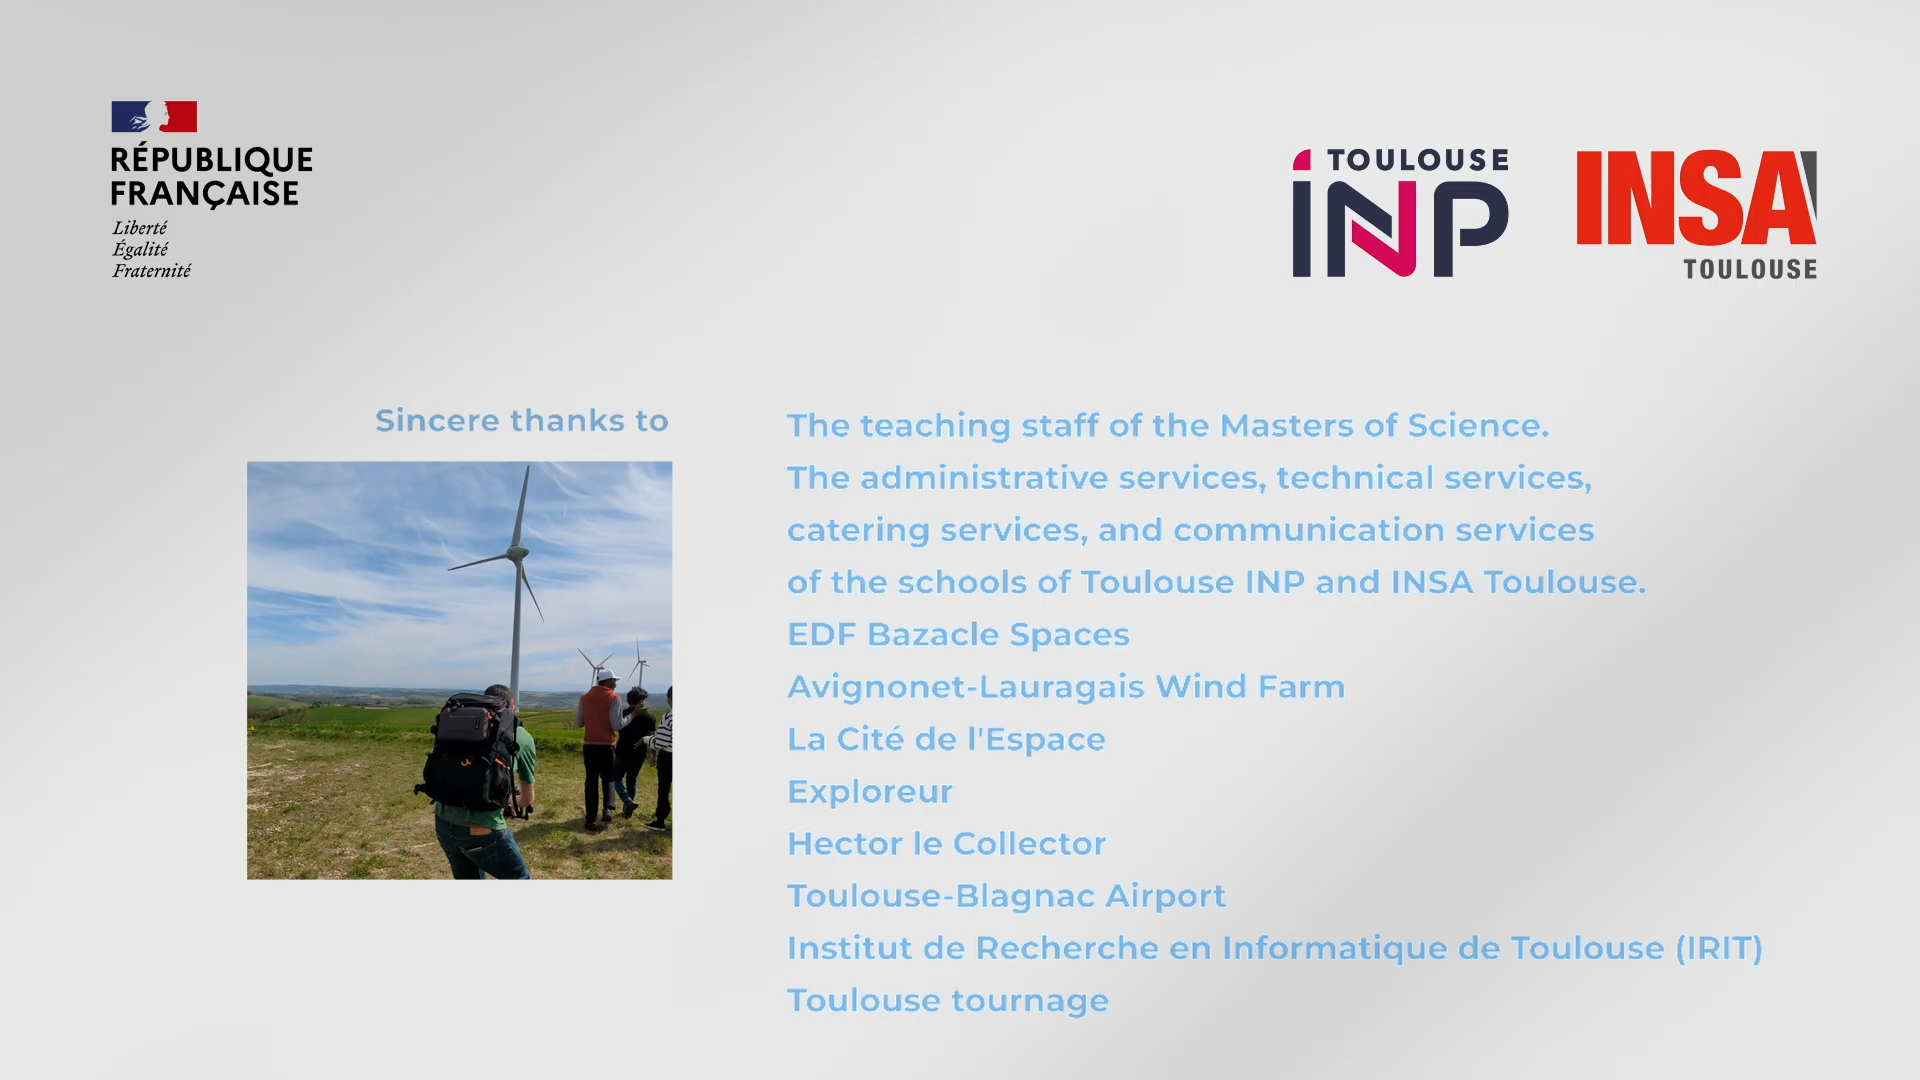 RÉPUBLIQUE
FRANÇAISE
Liberté
Égalité
Fraternité
TOULOUSE
INP
INSA
TOULOUSE
Sincere thanks to
The teaching staff of the Masters of Science.
The administrative services, technical services,
catering services, and communication services
of the schools of Toulouse INP and INSA Toulouse.
EDF Bazacle Spaces
Avignonet-Lauragais Wind Farm
La Cité de l'Espace
Exploreur
Hector le Collector
Toulouse-Blagnac Airport
Institut de Recherche en Informatique de Toulouse (IRIT)
Toulouse tournage